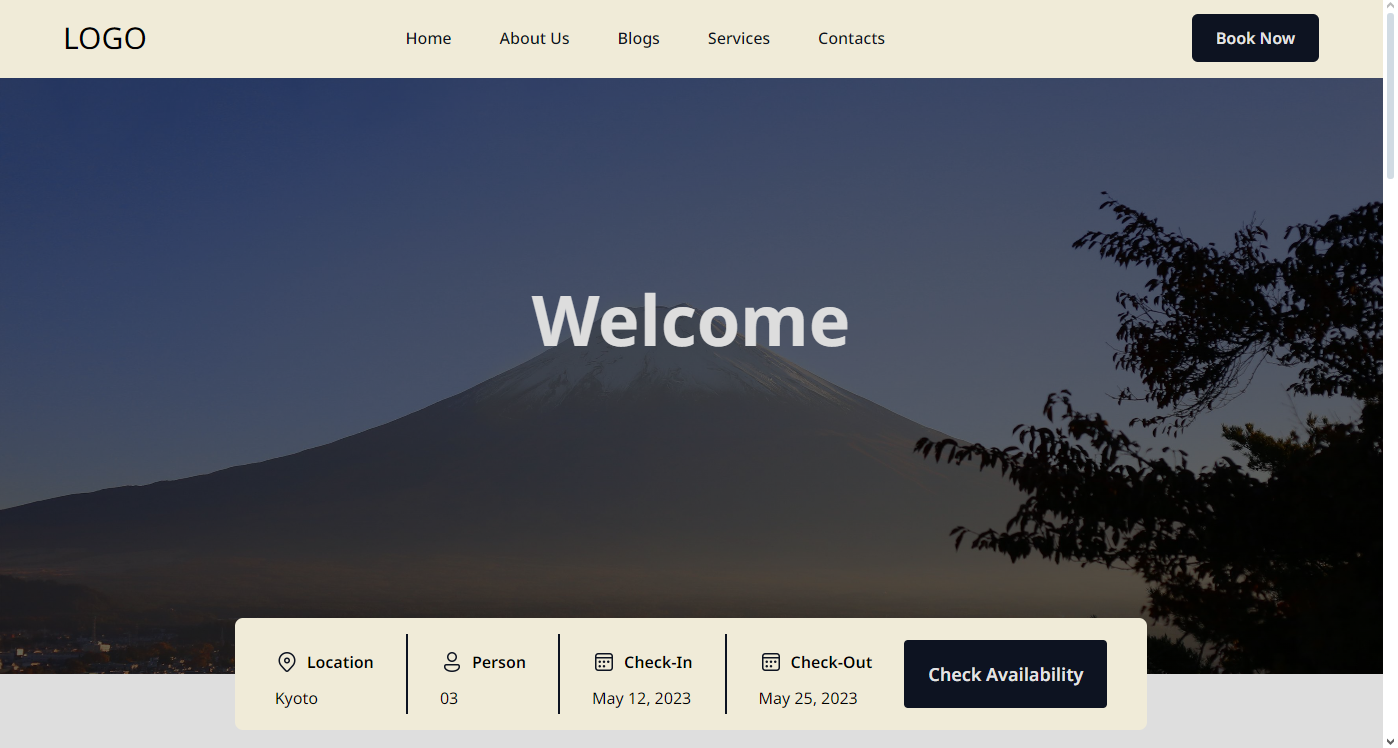 LOGO
Home About Us Blogs Services Contacts
Book Now
Welcome
Location Person Check-In Check-Out
Kyoto 03 May 12, 2023 May 25, 2023
Check Availability